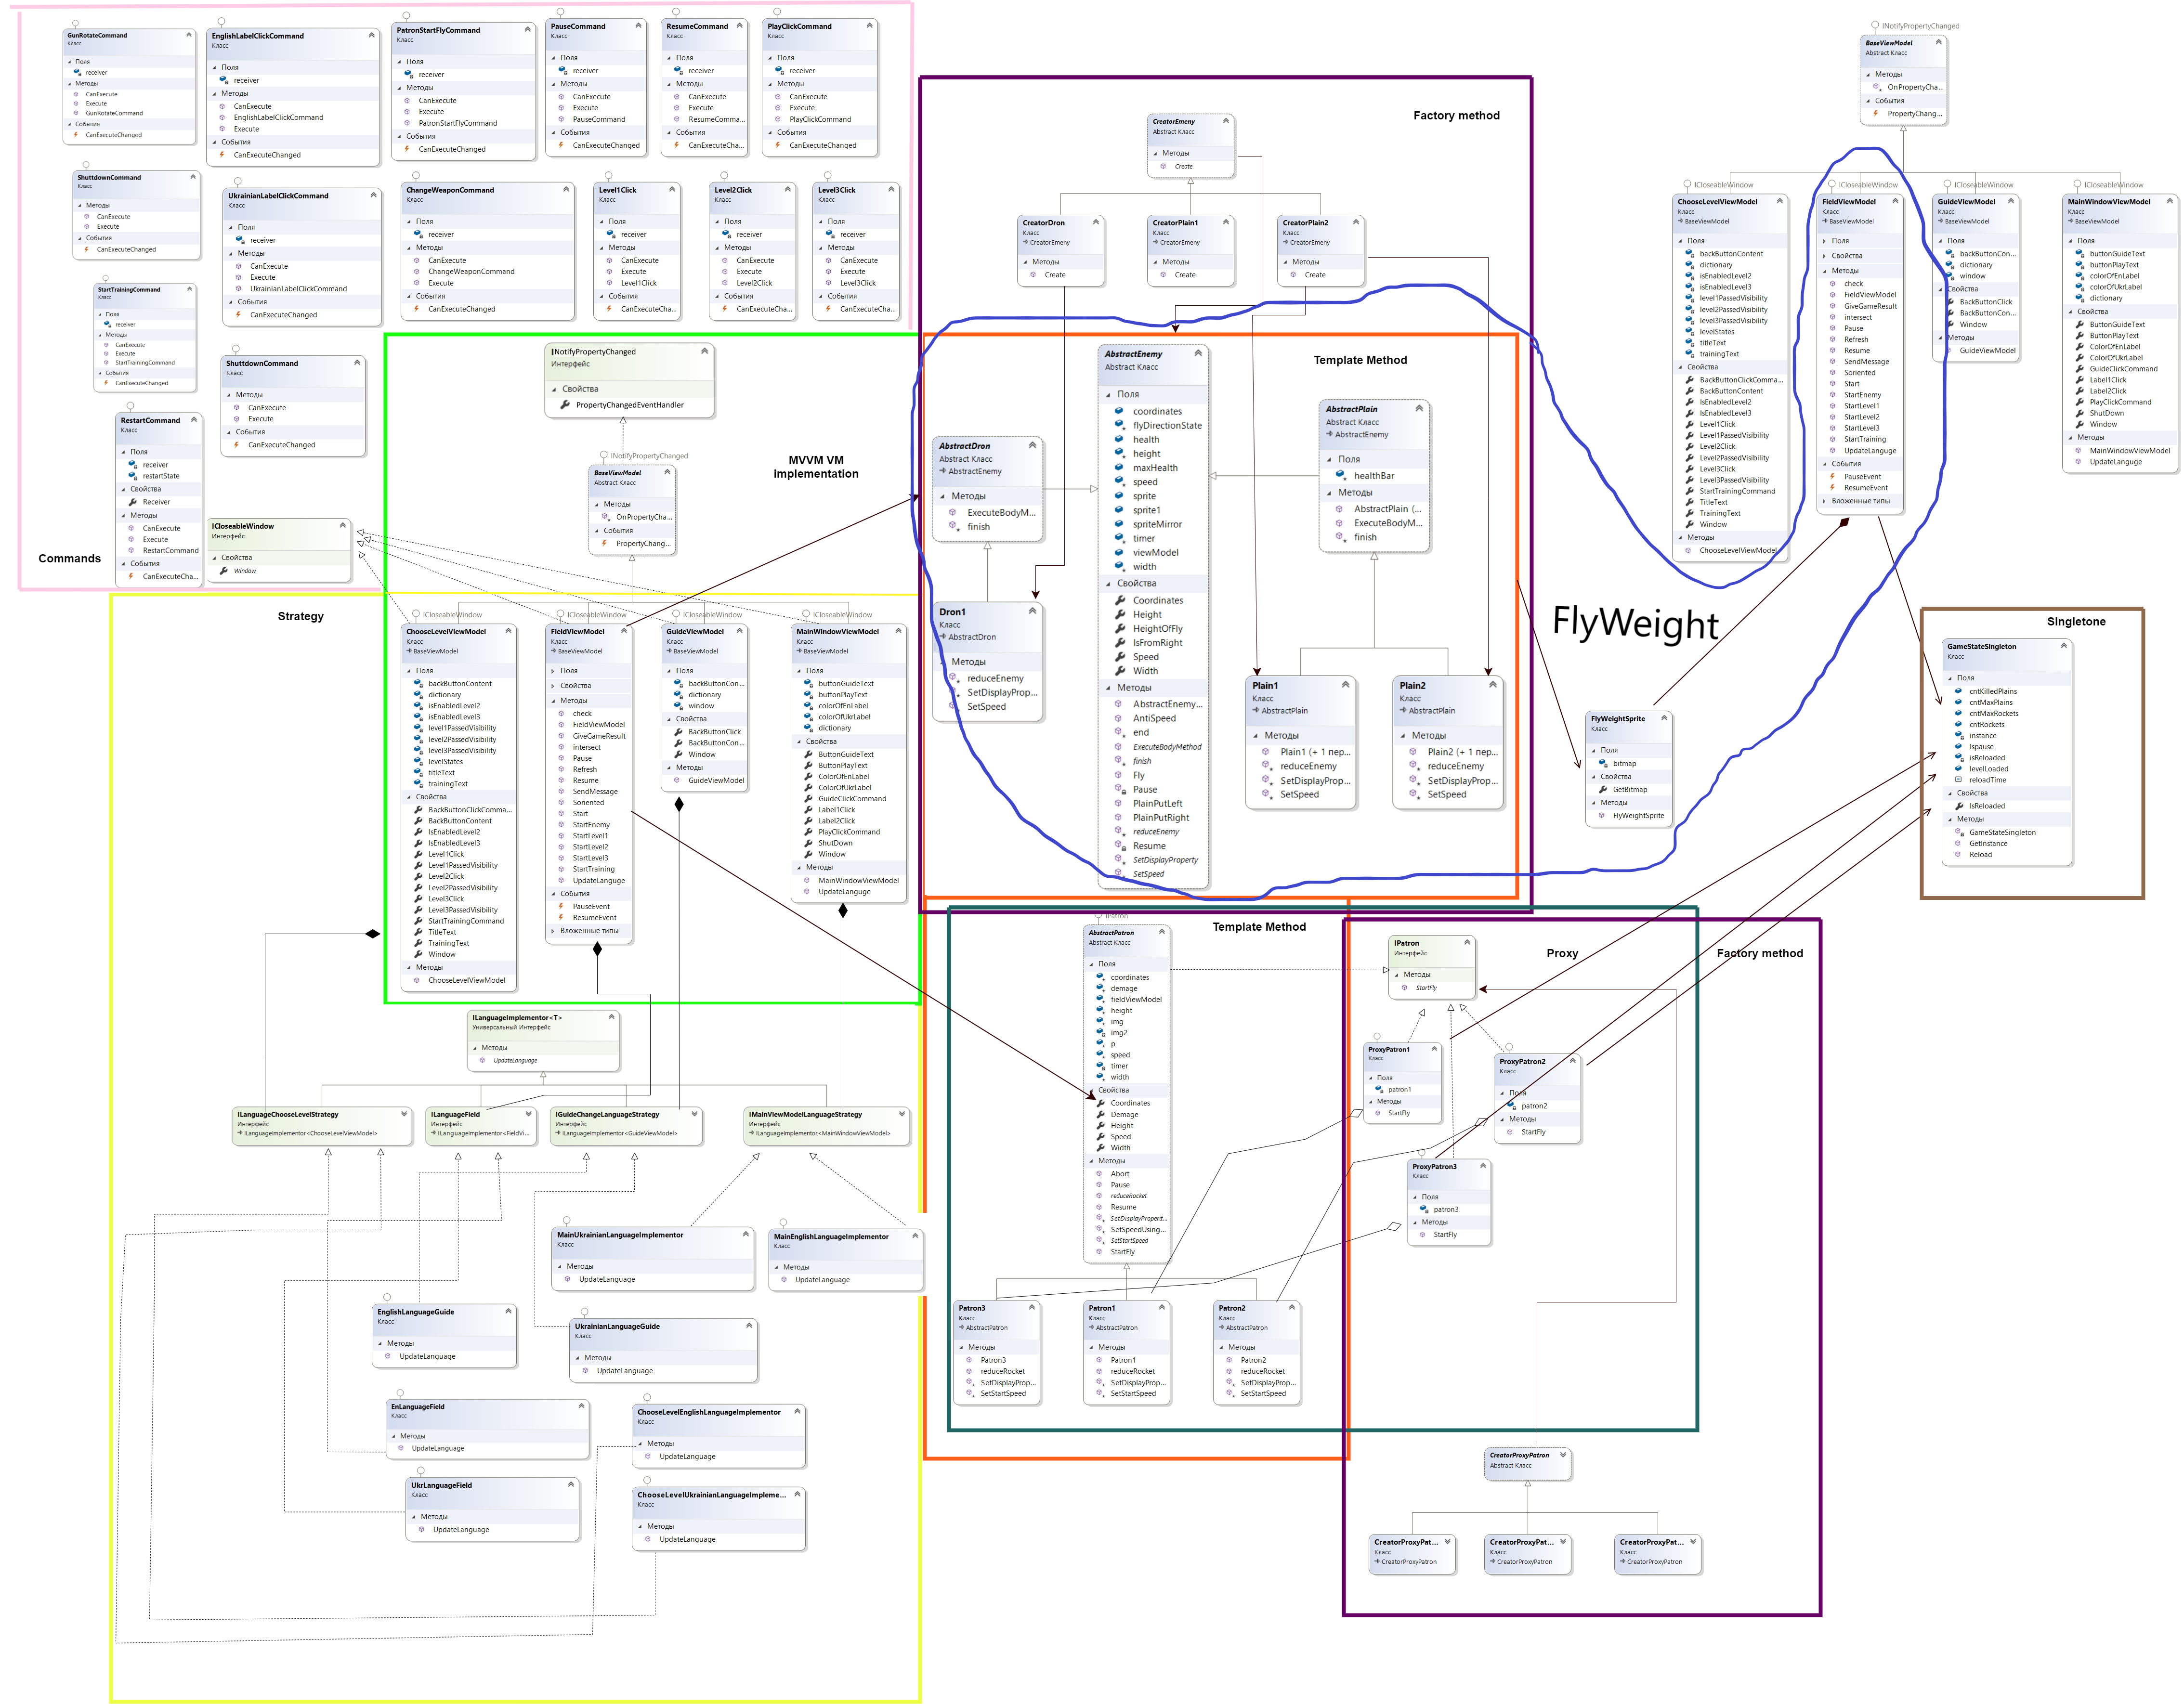 GunRotateCommand
Класс
Поля
receiver
Методы
CanExecute
Execute
GunRotateCommand
События
CanExecuteChanged
EnglishLabelClickCommand
Класс
Поля
receiver
Методы
CanExecute
EnglishLabelClickCommand
Execute
События
CanExecuteChanged
PatronStartFlyCommand
Класс
Поля
receiver
Методы
CanExecute
Execute
PatronStartFlyCommand
События
CanExecuteChanged
PauseCommand
Класс
Поля
receiver
Методы
CanExecute
Execute
PauseCommand
События
CanExecuteChanged
ResumeCommand
Класс
Поля
receiver
Методы
CanExecute
Execute
ResumeComma...
События
CanExecuteCha...
PlayClickCommand
Класс
Поля
receiver
Методы
CanExecute
Execute
PlayClickCommand
События
CanExecuteChanged
ShuttdownCommand
Класс
Методы
CanExecute
Execute
События
CanExecuteChanged
UkrainianLabelClickCommand
Класс
Поля
receiver
Методы
CanExecute
Execute
UkrainianLabelClickCommand
События
CanExecuteChanged
ChangeWeaponCommand
Класс
Поля
receiver
Методы
CanExecute
ChangeWeaponCommand
Execute
События
CanExecuteChanged
Level1Click
Класс
Поля
receiver
Методы
CanExecute
Execute
Level1Click
События
CanExecuteCha...
Level2Click
Класс
Поля
receiver
Методы
CanExecute
Execute
Level2Click
События
CanExecuteCha...
Level3Click
Класс
Поля
receiver
Методы
CanExecute
Execute
Level3Click
События
CanExecuteCha...
StartTrainingCommand
Класс
Поля
receiver
Методы
CanExecute
Execute
StartTrainingCommand
События
CanExecuteChanged
ShuttdownCommand
Класс
Методы
CanExecute
Execute
События
CanExecuteChanged
RestartCommand
Класс
Поля
receiver
restartState
Свойства
Receiver
Методы
CanExecute
Execute
RestartCommand
События
CanExecuteCha...
Commands
ICloseableWindow
Интерфейс
Свойства
Window
INotifyPropertyChanged
Интерфейс
Свойства
PropertyChangedEventHandler
MVVM VM
implementation
INotifyPropertyChanged
BaseViewModel
Abstract Класс
Методы
OnPropertyCha...
События
PropertyChang...
Strategy
ICloseableWindow
ChooseLevelViewModel
Класс
BaseViewModel
Поля
backButtonContent
dictionary
isEnabledLevel2
isEnabledLevel3
level1PassedVisibility
level2PassedVisibility
level3PassedVisibility
levelStates
titleText
trainingText
Свойства
BackButtonClickComma...
BackButtonContent
IsEnabledLevel2
IsEnabledLevel3
Level1Click
Level1PassedVisibility
Level2Click
Level2PassedVisibility
Level3Click
Level3PassedVisibility
StartTrainingCommand
TitleText
TrainingText
Window
Методы
ChooseLevelViewModel
ICloseableWindow
FieldViewModel
Класс
BaseViewModel
Поля
Свойства
Методы
check
FieldViewModel
GiveGameResult
intersect
Pause
Refresh
Resume
SendMessage
Soriented
Start
StartEnemy
StartLevel1
StartLevel2
StartLevel3
StartTraining
UpdateLanguge
События
PauseEvent
ResumeEvent
Вложенные типы
ICloseableWindow
GuideViewModel
Класс
BaseViewModel
Поля
backButtonCon...
dictionary
window
Свойства
BackButtonClick
BackButtonCon...
Window
Методы
GuideViewModel
ICloseableWindow
MainWindowViewModel
Класс
BaseViewModel
Поля
buttonGuideText
buttonPlayText
colorOfEnLabel
colorOfUkrLabel
dictionary
Свойства
ButtonGuideText
ButtonPlayText
ColorOfEnLabel
ColorOfUkrLabel
GuideClickCommand
Label1Click
Label2Click
PlayClickCommand
ShutDown
Window
Методы
MainWindowViewModel
UpdateLanguge
ILanguageImplementor<T>
Универсальный Интерфейс
Методы
UpdateLanguage
ILanguageChooseLevelStrategy
Интерфейс
ILanguageImplementor<ChooseLevelViewModel>
ILanguageField
Интерфейс
ILanguageImplementor<FieldVi...
IGuideChangeLanguageStrategy
Интерфейс
ILanguageImplementor<GuideViewModel>
IMainViewModelLanguageStrategy
Интерфейс
ILanguageImplementor<MainWindowViewModel>
MainUkrainianLanguageImplementor
Класс
Методы
UpdateLanguage
MainEnglishLanguageImplementor
Класс
Методы
UpdateLanguage
EnglishLanguageGuide
Класс
Методы
UpdateLanguage
UkrainianLanguageGuide
Класс
Методы
UpdateLanguage
EnLanguageField
Класс
Методы
UpdateLanguage
ChooseLevelEnglishLanguageImplementor
Класс
Методы
UpdateLanguage
UkrLanguageField
Класс
Методы
UpdateLanguage
ChooseLevelUkrainianLanguageImpleme...
Класс
Методы
UpdateLanguage
Factory method
CreatorEmeny
Abstract Класс
Методы
Create
CreatorDron
Класс
CreatorEmeny
Методы
Create
CreatorPlain1
Класс
CreatorEmeny
Методы
Create
CreatorPlain2
Класс
CreatorEmeny
Методы
Create
Template Method
AbstractEnemy
Abstract Класс
Поля
coordinates
flyDirectionState
health
height
maxHealth
speed
sprite
sprite1
spriteMirror
timer
viewModel
width
Свойства
Coordinates
Height
HeightOfFly
IsFromRight
Speed
Width
Методы
AbstractEnemy...
AntiSpeed
end
ExecuteBodyMethod
finish
Fly
Pause
PlainPutLeft
PlainPutRight
reduceEnemy
Resume
SetDisplayProperty
SetSpeed
AbstractDron
Abstract Класс
AbstractEnemy
Методы
ExecuteBodyM...
finish
Dron1
Класс
AbstractDron
Методы
reduceEnemy
SetDisplayProp...
SetSpeed
AbstractPlain
Abstract Класс
AbstractEnemy
Поля
healthBar
Методы
AbstractPlain (...
ExecuteBodyM...
finish
Plain1
Класс
AbstractPlain
Методы
Plain1 (+ 1 пер...
reduceEnemy
SetDisplayProp...
SetSpeed
Plain2
Класс
AbstractPlain
Методы
Plain2 (+ 1 пер...
reduceEnemy
SetDisplayProp...
SetSpeed
INotifyPropertyChanged
BaseViewModel
Abstract Класс
Методы
OnPropertyCha...
События
PropertyChang...
ICloseableWindow
ChooseLevelViewModel
Класс
BaseViewModel
Поля
backButtonContent
dictionary
isEnabledLevel2
isEnabledLevel3
level1PassedVisibility
level2PassedVisibility
level3PassedVisibility
levelStates
titleText
trainingText
Свойства
BackButtonClickComma...
BackButtonContent
IsEnabledLevel2
IsEnabledLevel3
Level1Click
Level1PassedVisibility
Level2Click
Level2PassedVisibility
Level3Click
Level3PassedVisibility
StartTrainingCommand
TitleText
TrainingText
Window
Методы
ChooseLevelViewModel
ICloseableWindow
FieldViewModel
Класс
BaseViewModel
Поля
Свойства
Методы
check
FieldViewModel
GiveGameResult
intersect
Pause
Refresh
Resume
SendMessage
Soriented
Start
StartEnemy
StartLevel1
StartLevel2
StartLevel3
StartTraining
UpdateLanguge
События
PauseEvent
ResumeEvent
Вложенные типы
ICloseableWindow
GuideViewModel
Класс
BaseViewModel
Поля
backButtonCon...
dictionary
window
Свойства
BackButtonClick
BackButtonCon...
Window
Методы
GuideViewModel
ICloseableWindow
MainWindowViewModel
Класс
BaseViewModel
Поля
buttonGuideText
buttonPlayText
colorOfEnLabel
colorOfUkrLabel
dictionary
Свойства
ButtonGuideText
ButtonPlayText
ColorOfEnLabel
ColorOfUkrLabel
GuideClickCommand
Label1Click
Label2Click
PlayClickCommand
ShutDown
Window
Методы
MainWindowViewModel
UpdateLanguge
FlyWeight
FlyWeightSprite
Класс
Поля
bitmap
Свойства
GetBitmap
Методы
FlyWeightSprite
Singletone
GameStateSingleton
Класс
Поля
cntKilledPlains
cntMaxPlains
cntMaxRockets
cntRockets
instance
Ispause
isReloaded
levelLoaded
reloadTime
Свойства
IsReloaded
Методы
GameStateSingleton
GetInstance
Reload
Template Method
IPatron
AbstractPatron
Abstract Класс
Поля
coordinates
demage
fieldViewModel
height
img
img2
p
speed
timer
width
Свойства
Coordinates
Demage
Height
Speed
Width
Методы
Abort
Pause
reduceRocket
Resume
SetDisplayProperit...
SetSpeedUsing...
SetStartSpeed
StartFly
Patron3
Класс
AbstractPatron
Методы
Patron3
reduceRocket
SetDisplayProp...
SetStartSpeed
Patron1
Класс
AbstractPatron
Методы
Patron1
reduceRocket
SetDisplayProp...
SetStartSpeed
Patron2
Класс
AbstractPatron
Методы
Patron2
reduceRocket
SetDisplayProp...
SetStartSpeed
Proxy
Factory method
IPatron
Интерфейс
Методы
StartFly
ProxyPatron1
Класс
Поля
patron1
Методы
StartFly
ProxyPatron2
Класс
Поля
patron2
Методы
StartFly
ProxyPatron3
Класс
Поля
patron3
Методы
StartFly
CreatorProxyPatron
Abstract Класс
CreatorProxyPat...
Класс
CreatorProxyPatron
CreatorProxyPat...
Класс
CreatorProxyPatron
CreatorProxyPat...
Класс
CreatorProxyPatron